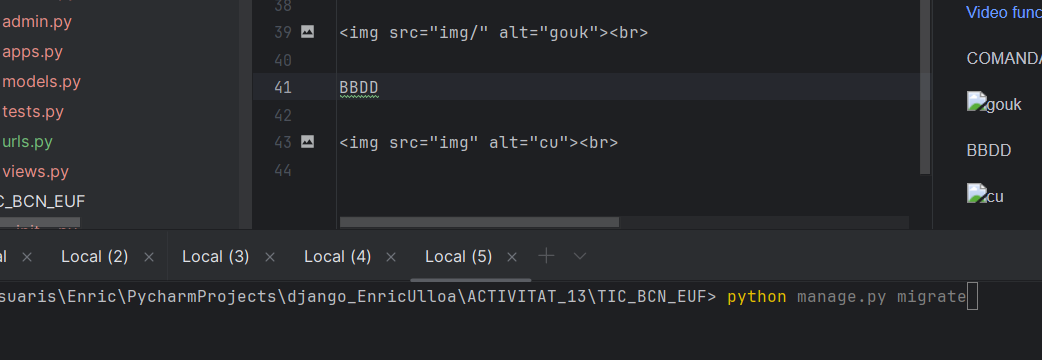 admin.py
apps.py
models.py
tests.py
urls.py
views.py
C_BCN_EUF
38
39 <img src="img/" alt="gouk"><br>
40
41 BBDD
42
43 <img src="img" alt="cu"><br>
44
Video func
COMANDA
gouk
BBDD
cu
al × Local (2) × Local (3) × Local (4) × Local (5) ×
suaris\Enric\PycharmProjects\django_EnricUlloa\ACTIVITAT_13\TIC_BCN_EUF> python manage.py migrate